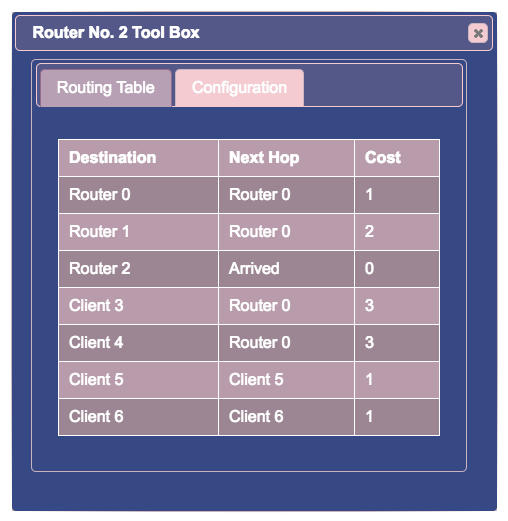 Router No. 2 Tool Box
Routing Table Configuration
Destination Next Hop Cost
Router 0 Router 0 1
Router 1 Router 0 2
Router 2 Arrived 0
Client 3 Router 0 3
Client 4 Router 0 3
Client 5 Client 5 1
Client 6 Client 6 1